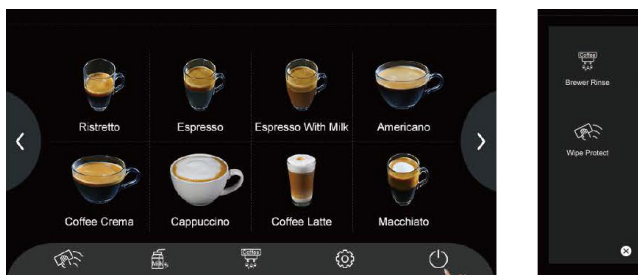 Ristretto
Espresso
Espresso With Milk
Americano
Coffee Crema
Cappuccino
Coffee Latte
Macchiato
Milk
Coffee
Coffee
Brewer Rinse
Wipe Protect